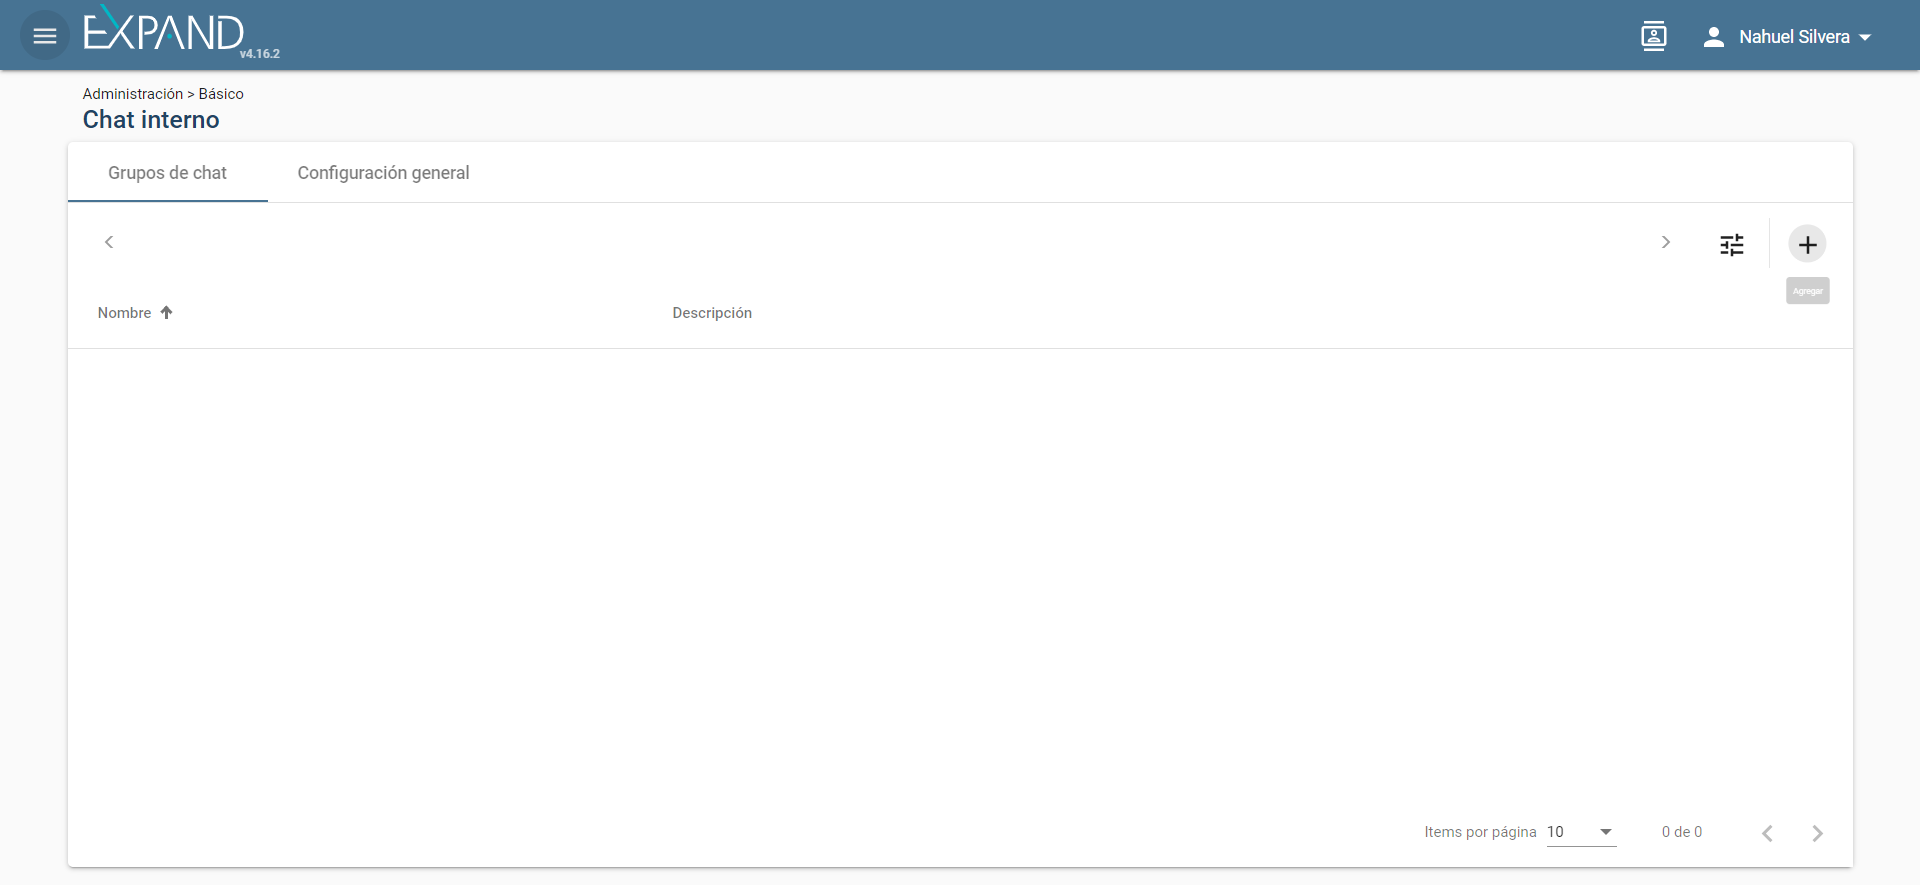 EXPAND
v4.16.2
Nahuel Silvera
Administración > Básico
Chat interno
Grupos de chat
Configuración general
Agregar
Nombre
Descripción
Items por página 10
0 de 0